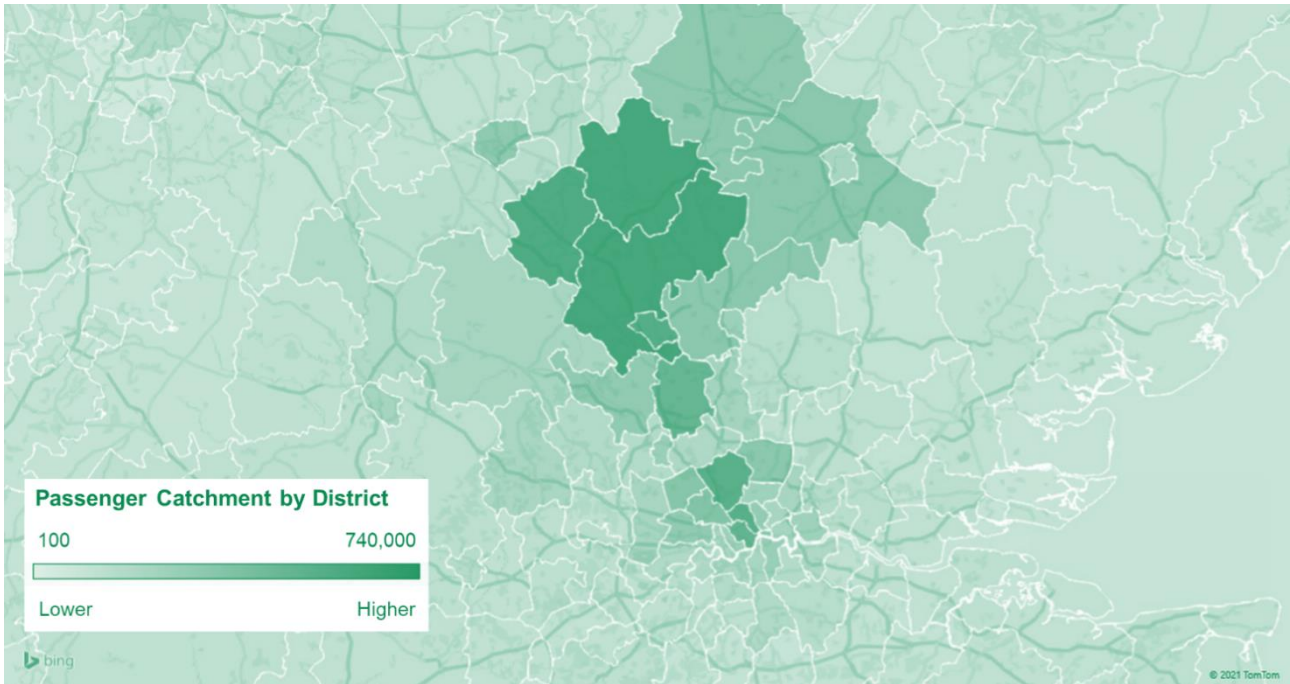 Passenger Catchment by District
100 740,000
Lower Higher
bing
© 2021 TomTom